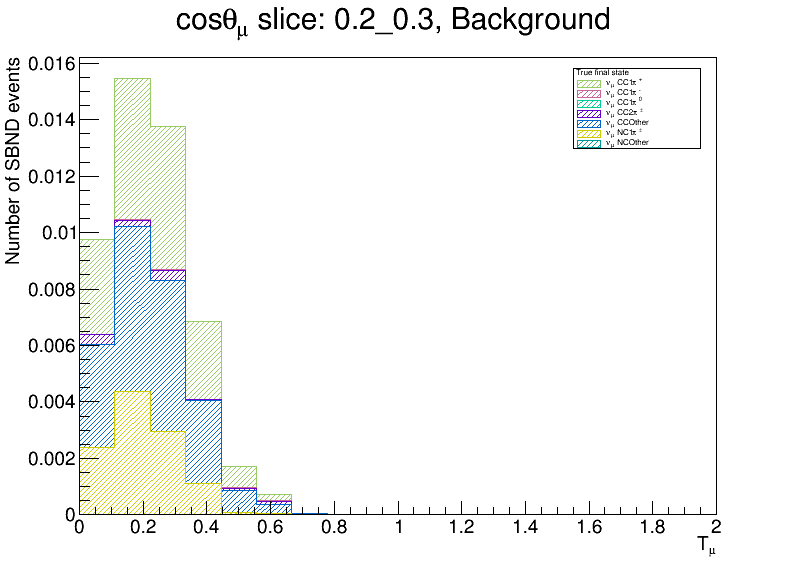 cosθμ slice: 0.2_0.3, Background
Number of SBND events
0.016
0.014
0.012
0.01
0.008
0.006
0.004
0.002
0
True final state
νμ CC1π +
νμ CC1π -
νμ CC1π 0
νμ CC2π ±
νμ CCOther
νμ NC1π ±
νμ NCOther
0 0.2 0.4 0.6 0.8 1 1.2 1.4 1.6 1.8 2
Tμ